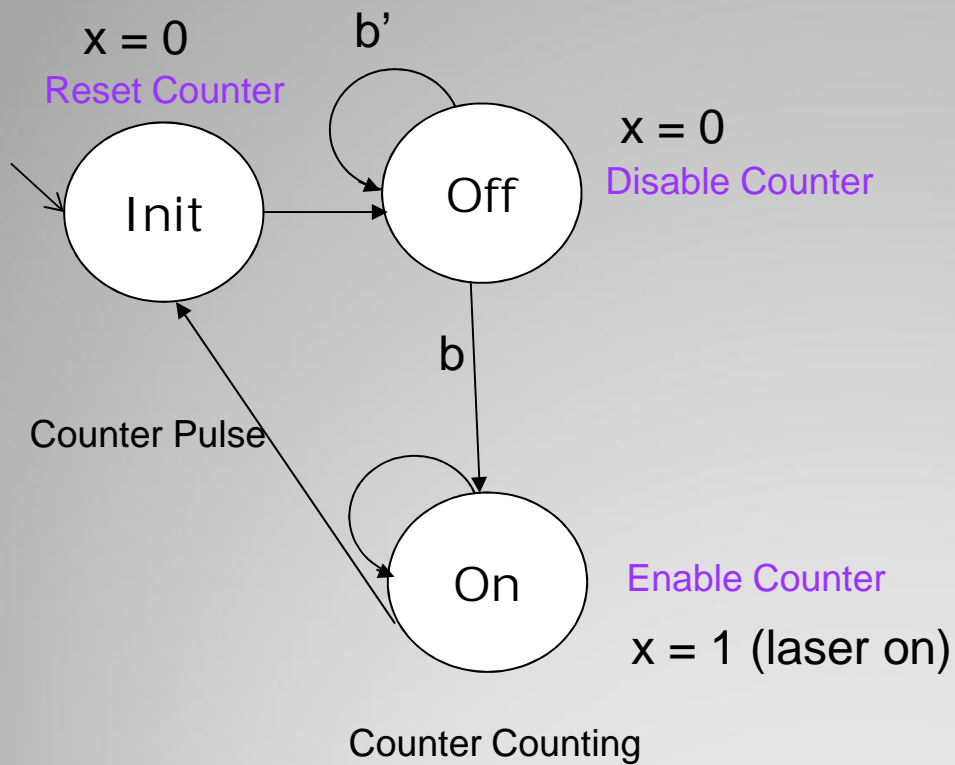 x = 0
Reset Counter
b’
Init
Off
x = 0
Disable Counter
b
Counter Pulse
On
Enable Counter
x = 1 (laser on)
Counter Counting